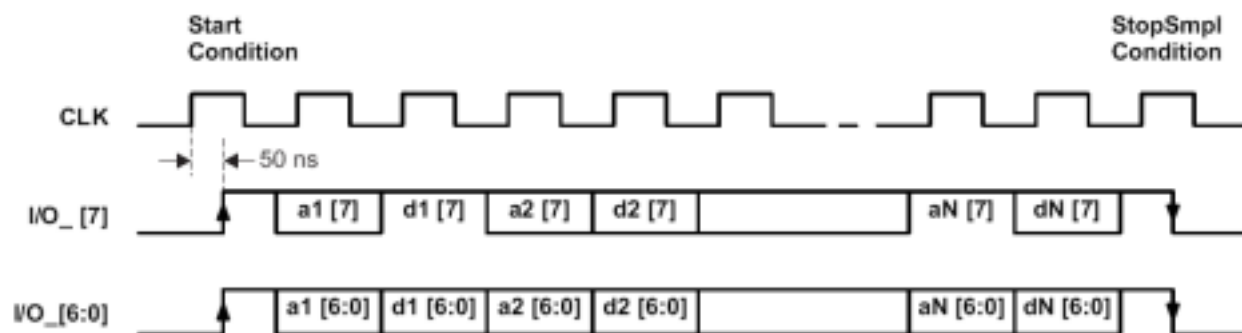 Start StopSmpl
Condition Condition
CLK
50 ns
I/O_ [7] a1 [7] d1 [7] a2 [7] d2 [7] aN [7] dN [7]
I/O_[6:0] a1 [6:0] d1 [6:0] a2 [6:0] d2 [6:0] aN [6:0] dN [6:0]